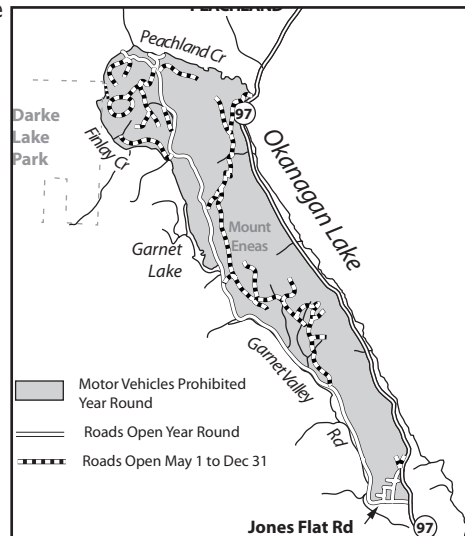 PEACHLAND
Peachland Cr
97
Darke
Lake
Park
Finlay Cr
Okanagan Lake
Mount
Eneas
Garnet
Lake
Garnet Valley
Rd
Motor Vehicles Prohibited
Year Round
Roads Open Year Round
Roads Open May 1 to Dec 31
Jones Flat Rd
97